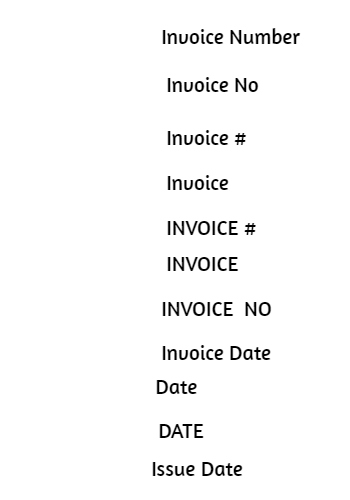 Invoice Number
Invoice No
Invoice #
Invoice
INVOICE #
INVOICE
INVOICE  NO
Invoice Date
Date
DATE
Issue Date